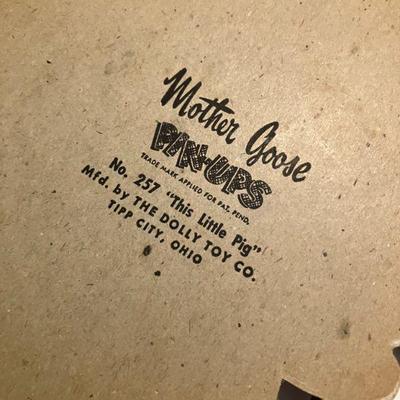 Mother Goose
PIN-UPS
TRADE MARK APPLIED FOR PAT. PEND.
No. 257 "This Little Pig"
Mfd. by THE DOLLY TOY CO.
TIPP CITY, OHIO